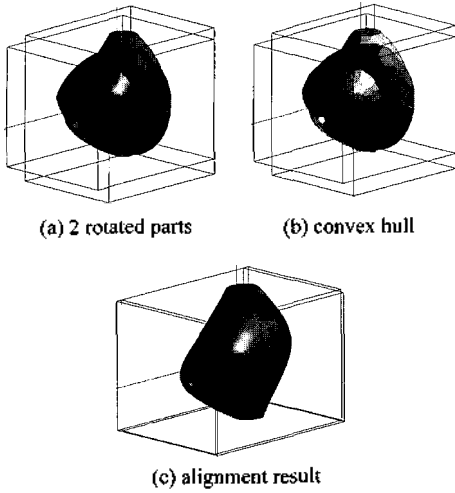 (a) 2 rotated parts
(b) convex hull
(c) alignment result